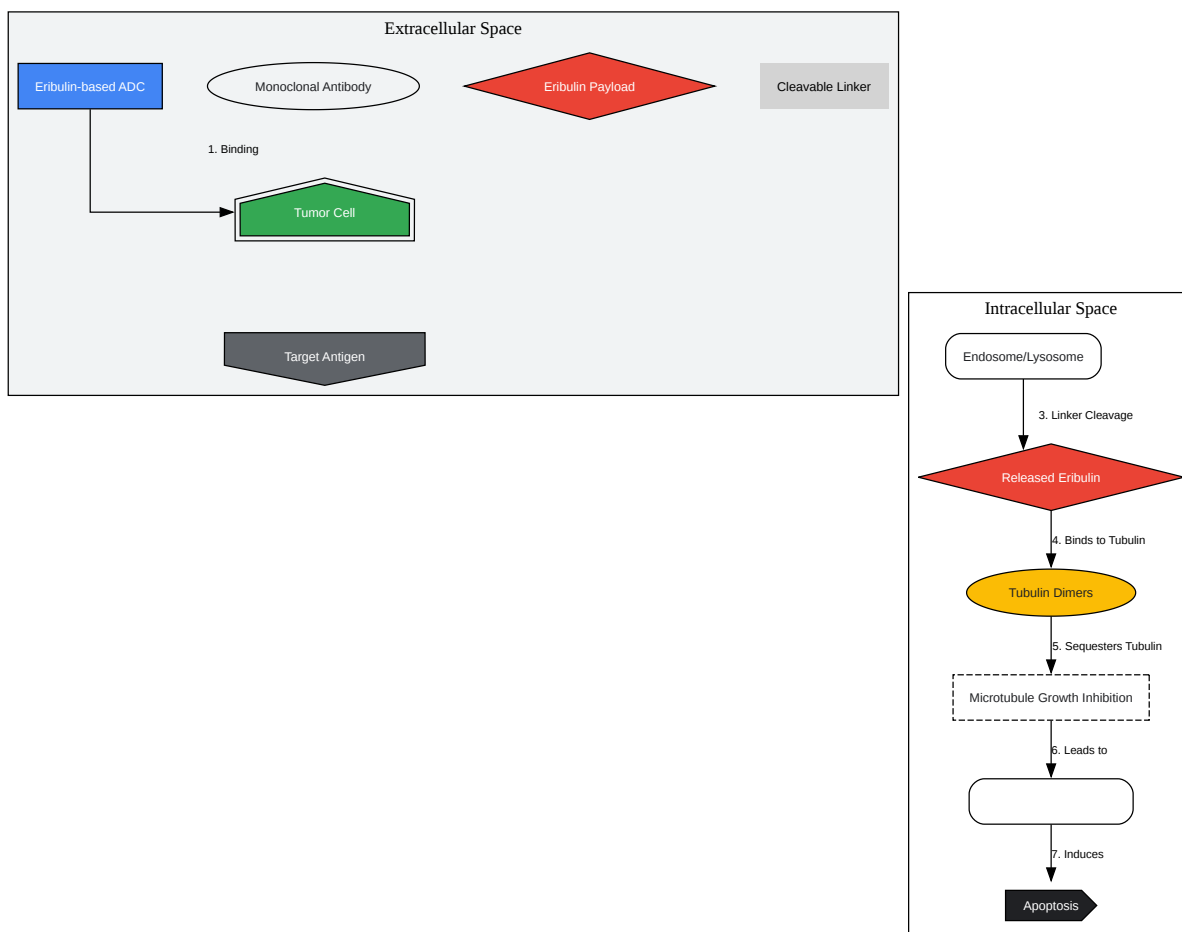 Extracellular Space
Eribulin-based ADC
Monoclonal Antibody
Eribulin Payload
Cleavable Linker
1. Binding
Tumor Cell
Target Antigen
Intracellular Space
Endosome/Lysosome
3. Linker Cleavage
Released Eribulin
4. Binds to Tubulin
Tubulin Dimers
5. Sequesters Tubulin
Microtubule Growth Inhibition
6. Leads to
7. Induces
Apoptosis